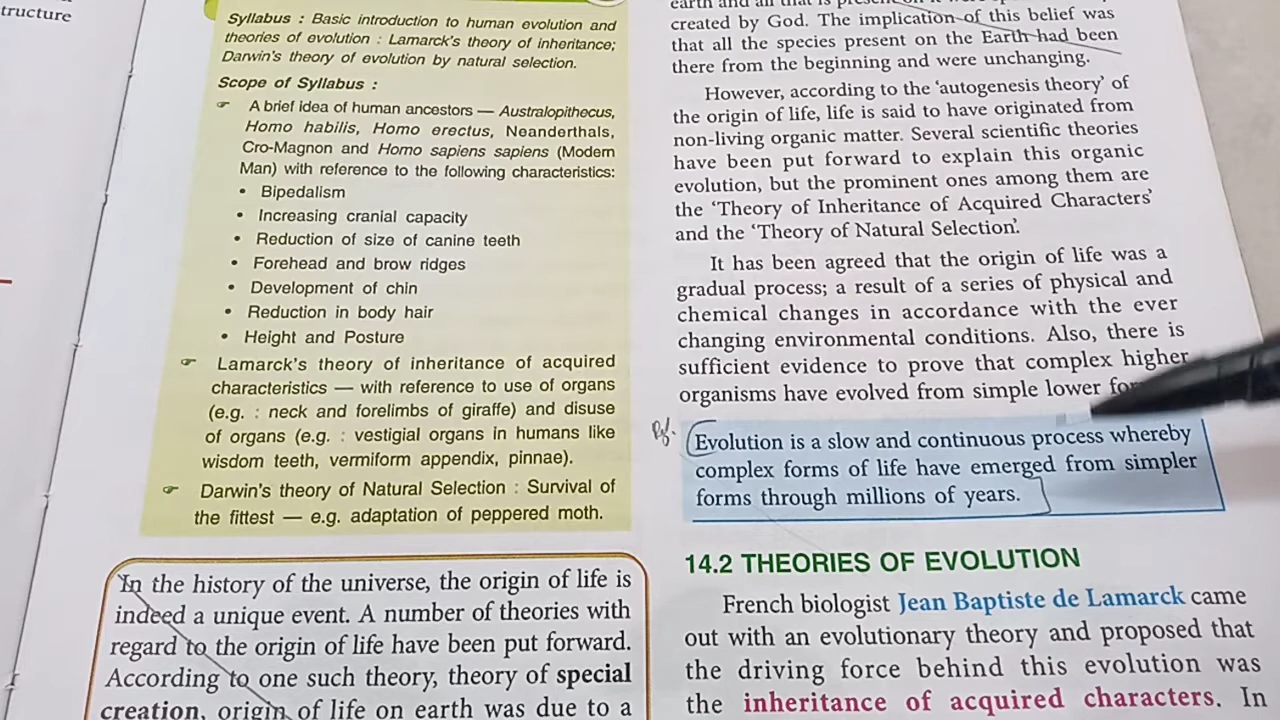 tructure
Syllabus : Basic introduction to human evolution and
theories of evolution : Lamarck's theory of inheritance;
Darwin's theory of evolution by natural selection.
Scope of Syllabus :
☞ A brief idea of human ancestors — Australopithecus,
Homo habilis, Homo erectus, Neanderthals,
Cro-Magnon and Homo sapiens sapiens (Modern
Man) with reference to the following characteristics:
• Bipedalism
• Increasing cranial capacity
• Reduction of size of canine teeth
• Forehead and brow ridges
• Development of chin
• Reduction in body hair
• Height and Posture
☞ Lamarck's theory of inheritance of acquired
characteristics — with reference to use of organs
(e.g. : neck and forelimbs of giraffe) and disuse
of organs (e.g. : vestigial organs in humans like
wisdom teeth, vermiform appendix, pinnae).
☞ Darwin's theory of Natural Selection : Survival of
the fittest — e.g. adaptation of peppered moth.
In the history of the universe, the origin of life is
indeed a unique event. A number of theories with
regard to the origin of life have been put forward.
According to one such theory, theory of special
creation, origin of life on earth was due to a
earth and all that is
created by God. The implication of this belief was
that all the species present on the Earth had been
there from the beginning and were unchanging.
However, according to the 'autogenesis theory' of
the origin of life, life is said to have originated from
non-living organic matter. Several scientific theories
have been put forward to explain this organic
evolution, but the prominent ones among them are
the 'Theory of Inheritance of Acquired Characters'
and the 'Theory of Natural Selection'.
It has been agreed that the origin of life was a
gradual process; a result of a series of physical and
chemical changes in accordance with the ever
changing environmental conditions. Also, there is
sufficient evidence to prove that complex higher
organisms have evolved from simple lower
Evolution is a slow and continuous process whereby
complex forms of life have emerged from simpler
forms through millions of years.
14.2 THEORIES OF EVOLUTION
French biologist Jean Baptiste de Lamarck came
out with an evolutionary theory and proposed that
the driving force behind this evolution was
the inheritance of acquired characters. In